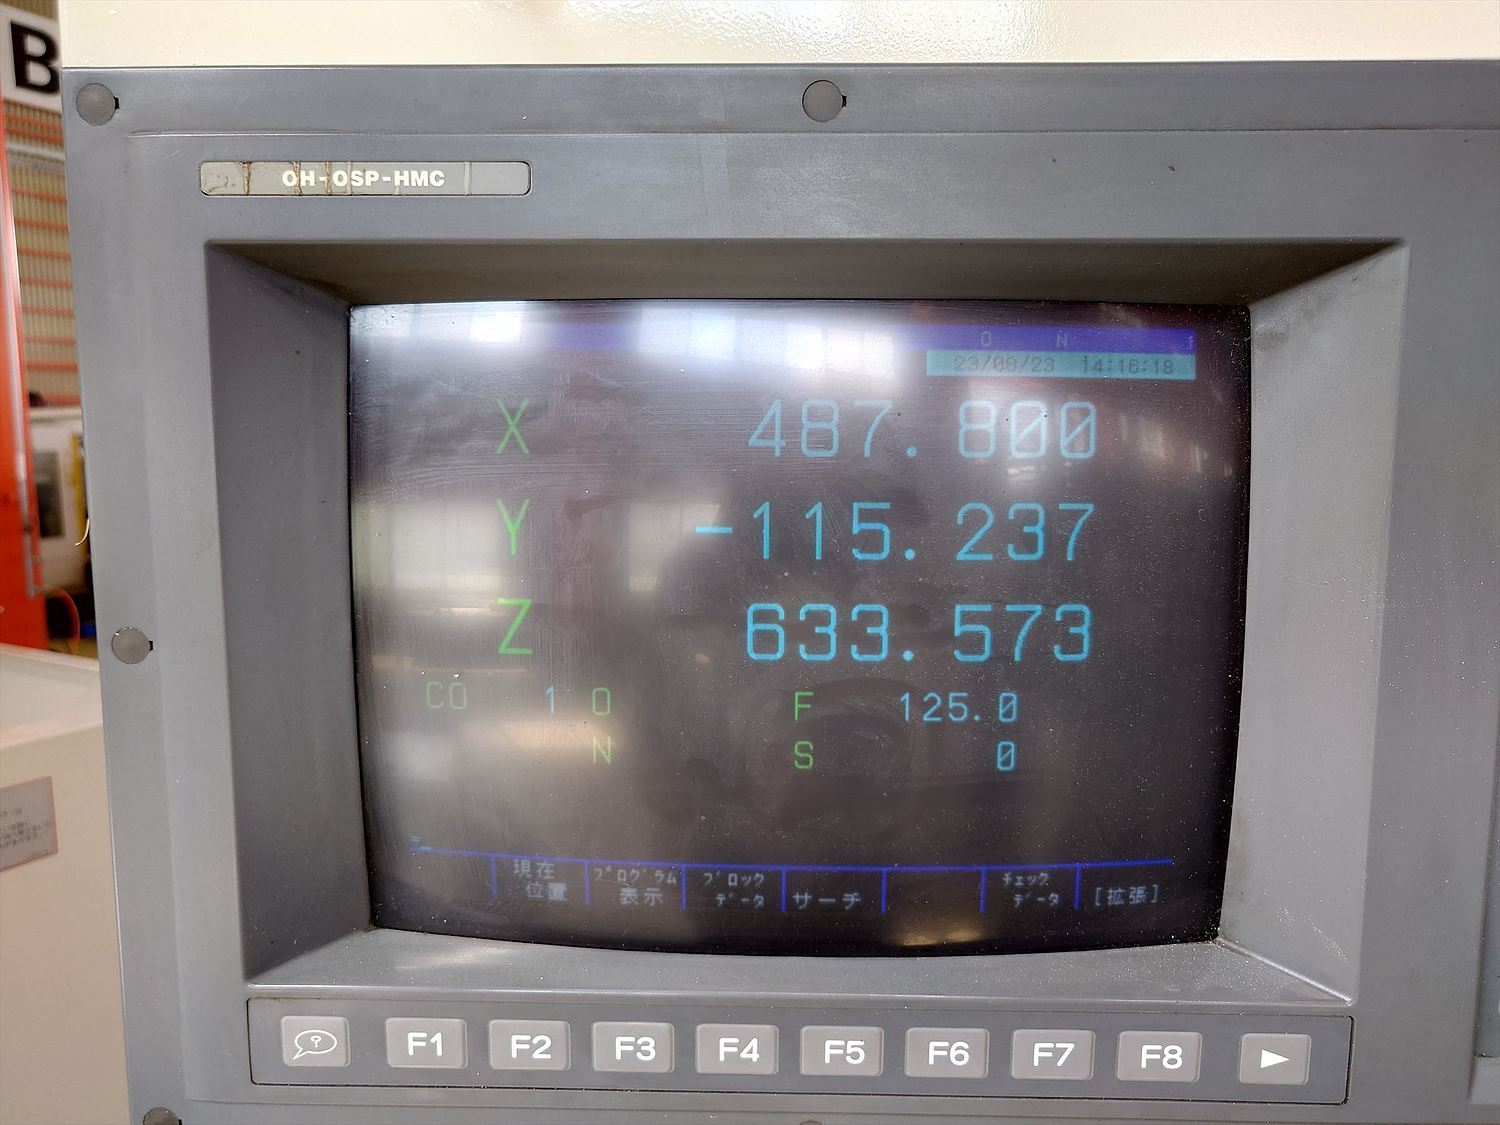 B
OH-OSP-HMC
O N
23/08/23 14:16:18
X 487.800
Y -115.237
Z 633.573
CO 1 O F 125.0
N S 0
=_
現在 位置 プログラム 表示 ブロック データ サーチ チェック データ [拡張]
? F1 F2 F3 F4 F5 F6 F7 F8